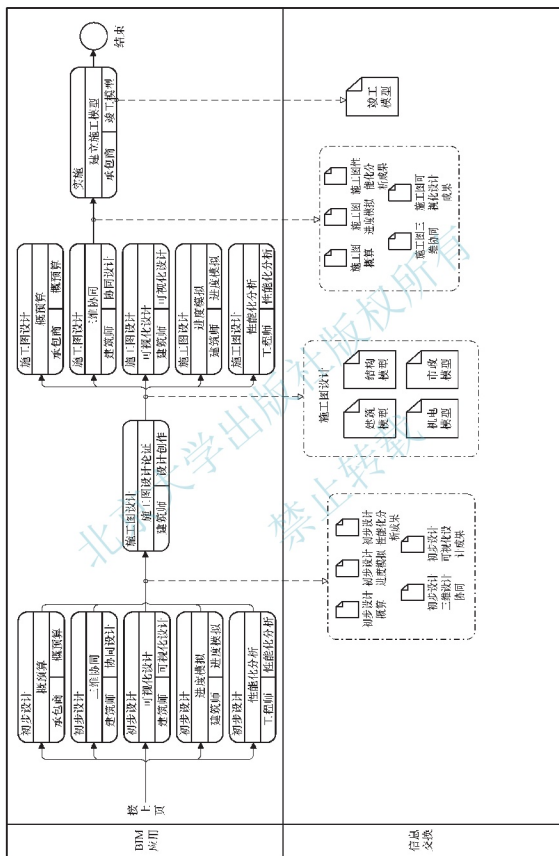 BIM
应用
接上页
初步设计
概预算
承包商 概预算
初步设计
二维协同
建筑师 协同设计
初步设计
可视化设计
建筑师 可视化设计
初步设计
进度模拟
建筑师 进度模拟
初步设计
性能化分析
工程师 性能化分析
施工图设计
施工图设计论证
建筑师 设计创作
施工图设计
概预算
承包商 概预算
施工图设计
二维协同
建筑师 协同设计
施工图设计
可视化设计
建筑师 可视化设计
施工图设计
进度模拟
建筑师 进度模拟
施工图设计
性能化分析
工程师 性能化分析
实施
建立施工模型
承包商 竣工模型
结束
信息
交换
初步设计
概算
初步设计
进度模拟
初步设计
性能化分
析成果
初步设计
三维设计
协同
初步设计
可视化设
计成果
施工图设计
建筑
模型
结构
模型
机电
模型
市政
模型
施工图
概算
施工图
进度模拟
施工图性
能化分
析成果
施工图三
维协同
施工图可
视化设计
成果
竣工
模型
北京大学出版社版权所有
禁止转载